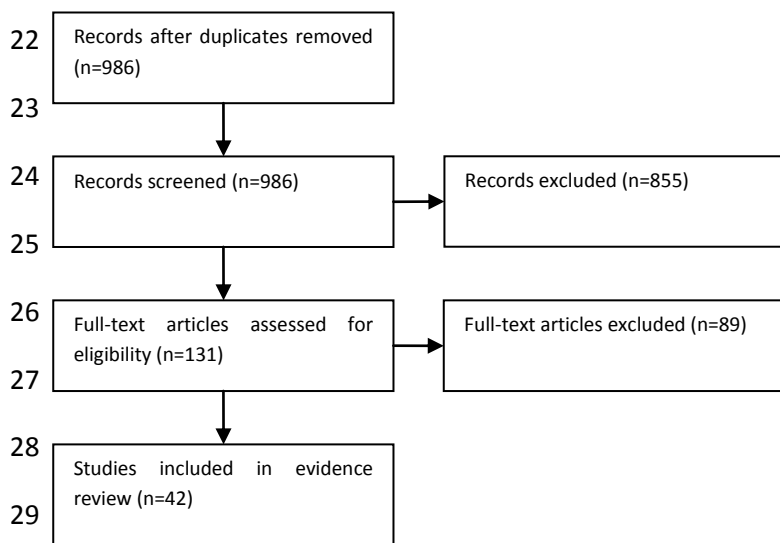 22
Records after duplicates removed
(n=986)
23
24
Records screened (n=986)
Records excluded (n=855)
25
26
Full-text articles assessed for
eligibility (n=131)
Full-text articles excluded (n=89)
27
28
Studies included in evidence
review (n=42)
29